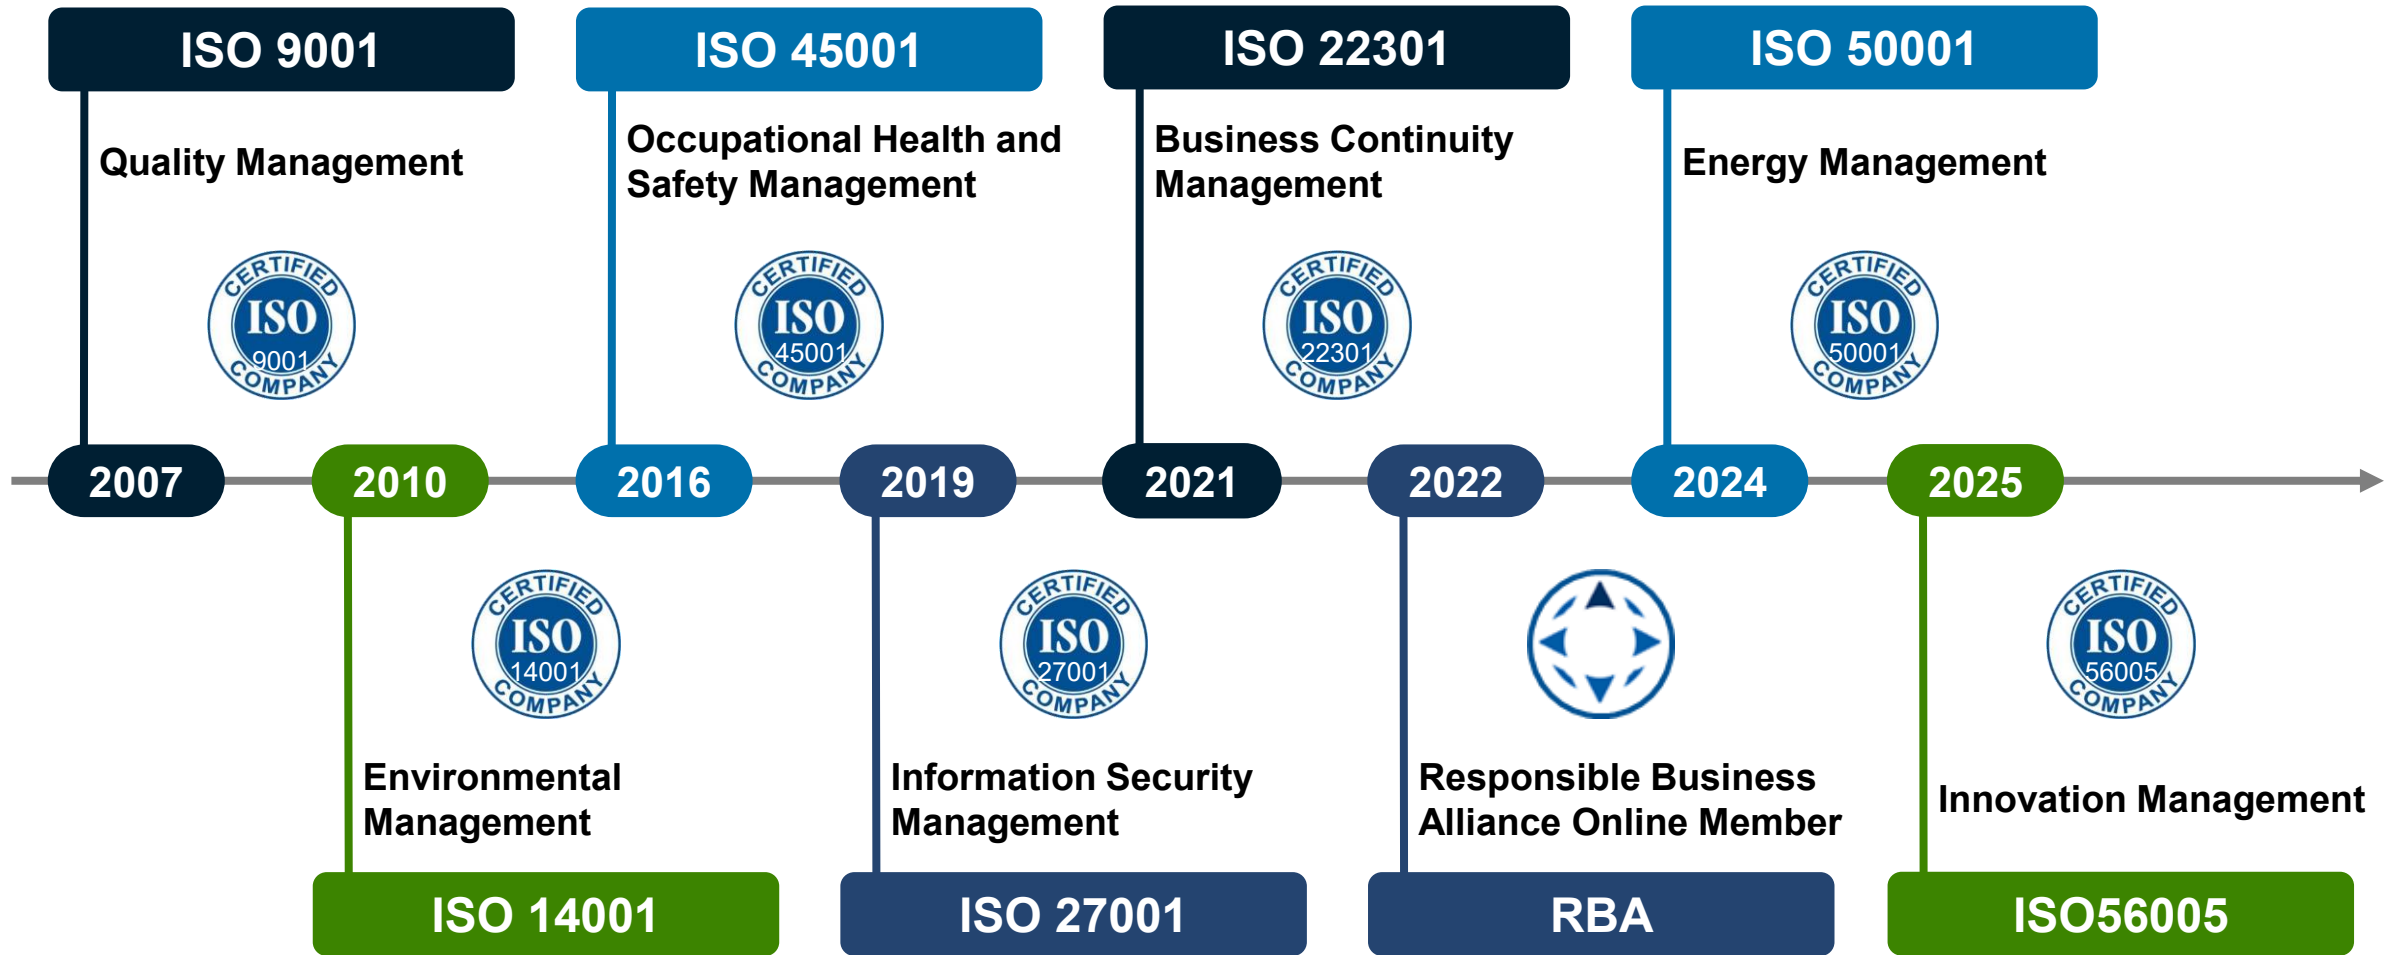 ISO 9001
ISO 45001
ISO 22301
ISO 50001
Quality Management
Occupational Health and
Safety Management
Business Continuity
Management
Energy Management
CERTIFIED
ISO
9001
COMPANY
CERTIFIED
ISO
45001
COMPANY
CERTIFIED
ISO
22301
COMPANY
CERTIFIED
ISO
50001
COMPANY
2007
2010
2016
2019
2021
2022
2024
2025
CERTIFIED
ISO
14001
COMPANY
CERTIFIED
ISO
27001
COMPANY
CERTIFIED
ISO
56005
COMPANY
Environmental
Management
Information Security
Management
Responsible Business
Alliance Online Member
Innovation Management
ISO 14001
ISO 27001
RBA
ISO56005